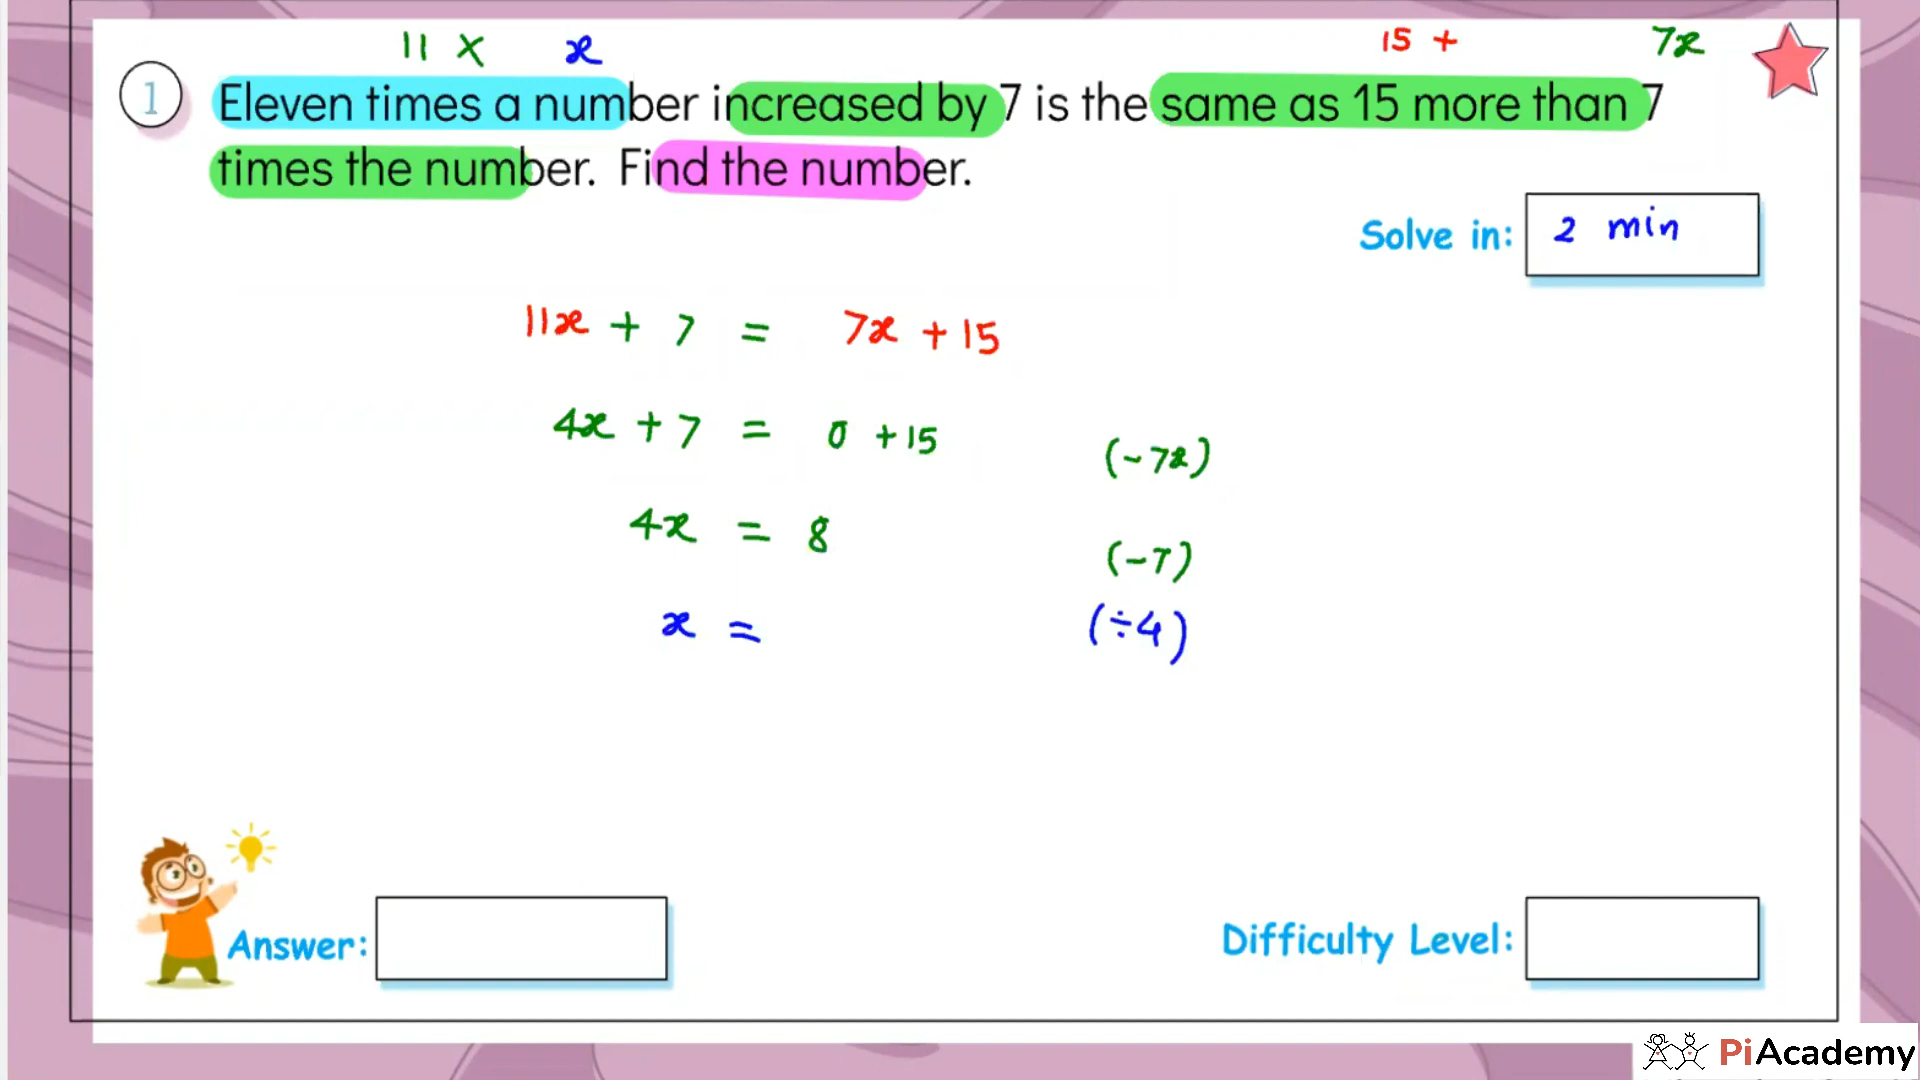 11 × x 15 + 7x
1 Eleven times a number increased by 7 is the same as 15 more than 7
times the number. Find the number.
Solve in: 2 min
11x + 7 = 7x + 15
4x + 7 = 0 + 15 (-7x)
4x = 8 (-7)
x = (÷4)
Answer:
Difficulty Level:
PiAcademy